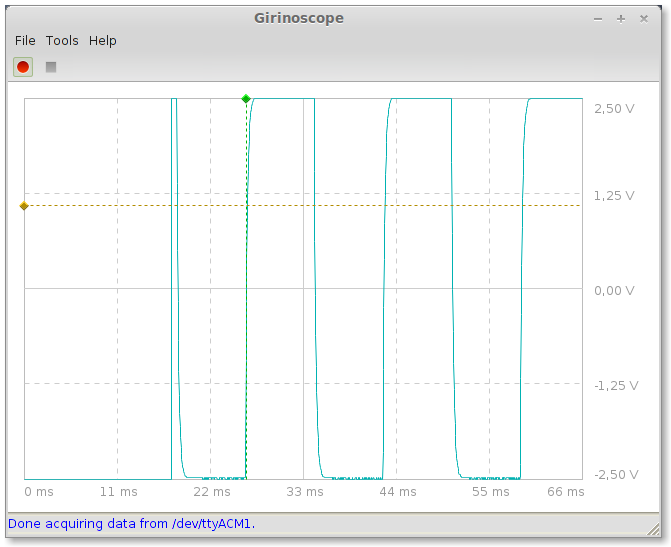 Girinoscope
File Tools Help
2,50 V
1,25 V
0,00 V
-1,25 V
-2,50 V
0 ms 11 ms 22 ms 33 ms 44 ms 55 ms 66 ms
Done acquiring data from /dev/ttyACM1.